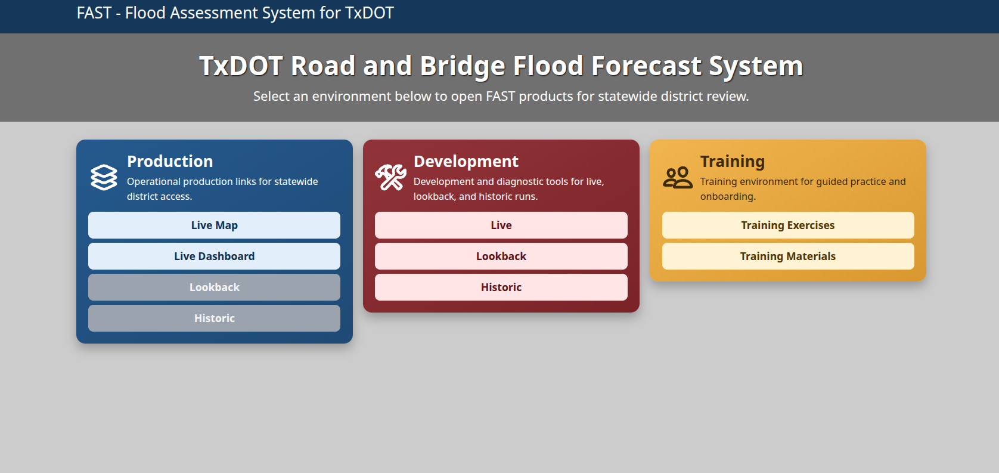 FAST - Flood Assessment System for TxDOT
TxDOT Road and Bridge Flood Forecast System
Select an environment below to open FAST products for statewide district review.
Production
Operational production links for statewide
district access.
Live Map
Live Dashboard
Lookback
Historic
Development
Development and diagnostic tools for live,
lookback, and historic runs.
Live
Lookback
Historic
Training
Training environment for guided practice and
onboarding.
Training Exercises
Training Materials